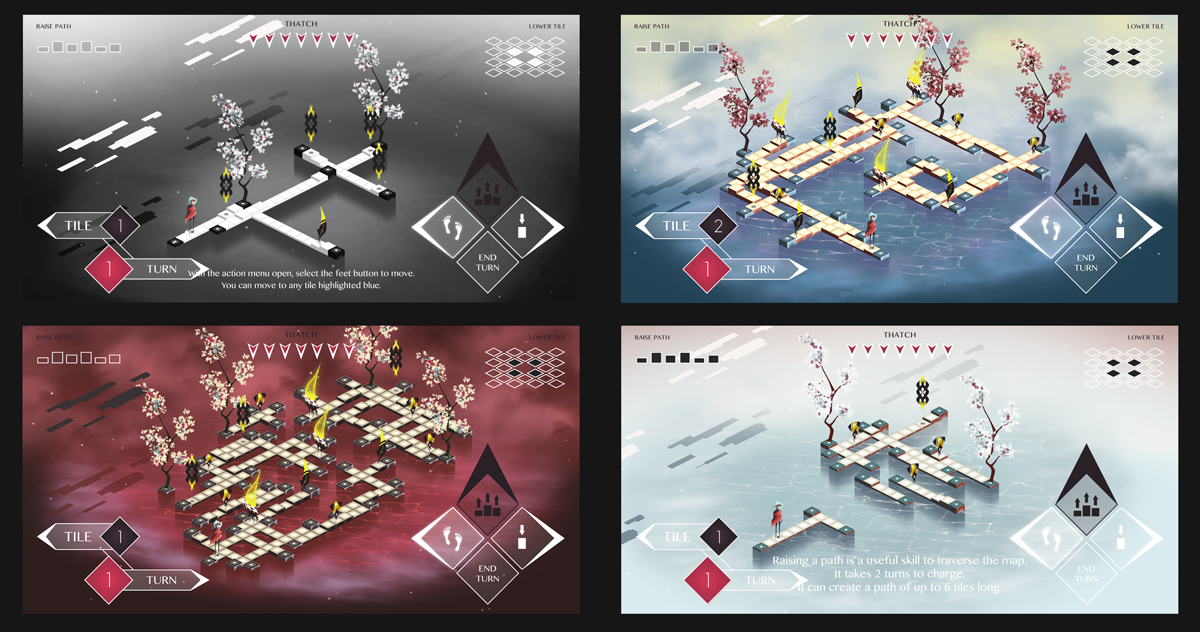 RAISE PATH
THATCH
LOWER TILE
TILE 1
1 TURN
END
TURN
With the action menu open, select the feet button to move.
You can move to any tile highlighted blue.
RAISE PATH
THATCH
LOWER TILE
TILE 2
1 TURN
END
TURN
RAISE PATH
THATCH
LOWER TILE
TILE 1
1 TURN
END
TURN
RAISE PATH
THATCH
LOWER TILE
TILE 1
1 TURN
END
TURN
Raising a path is a useful skill to traverse the map.
It takes 2 turns to charge.
It can create a path of up to 6 tiles long.